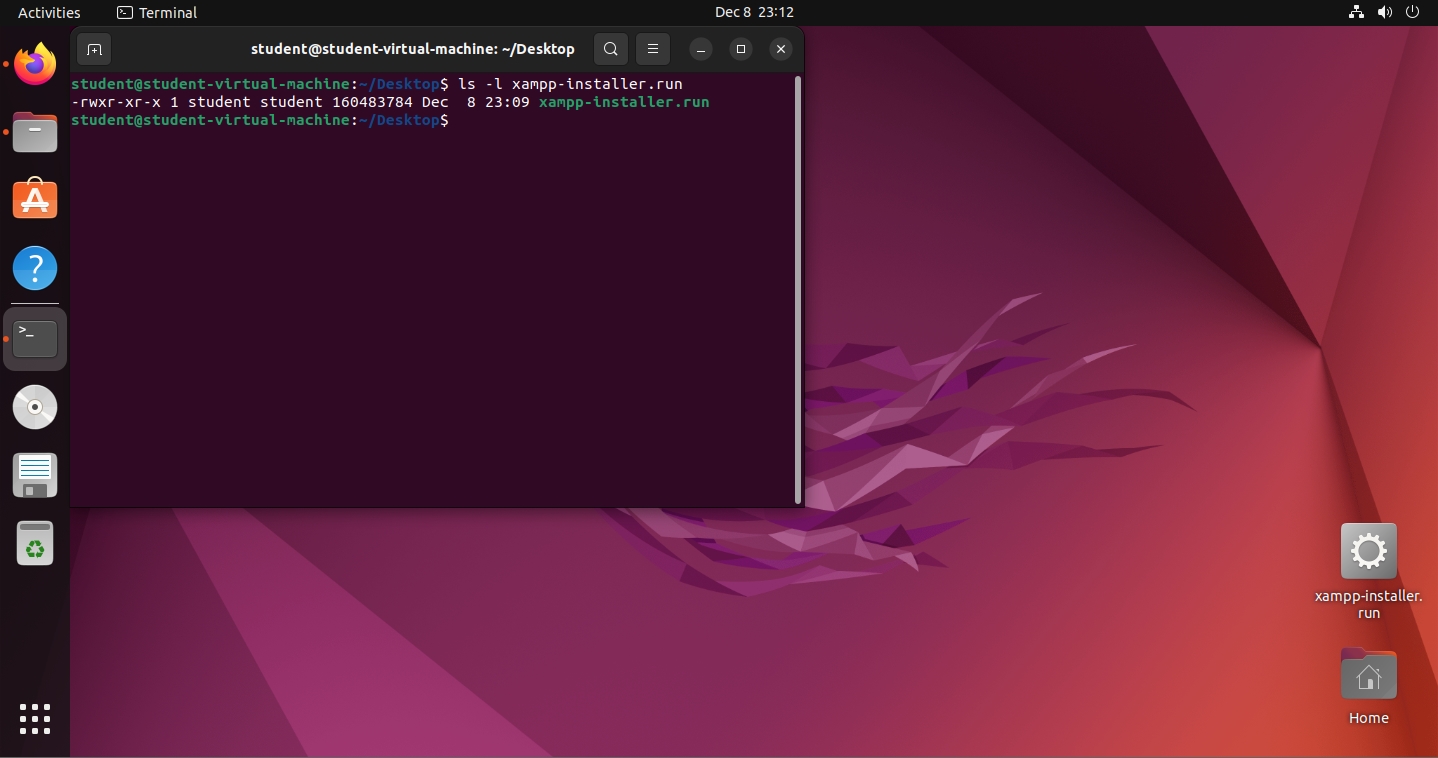 Activities
Terminal
Dec 8 23:12
student@student-virtual-machine: ~/Desktop
student@student-virtual-machine:~/Desktop$ ls -l xampp-installer.run
-rwxr-xr-x 1 student student 160483784 Dec  8 23:09 xampp-installer.run
student@student-virtual-machine:~/Desktop$
xampp-installer.
run
Home